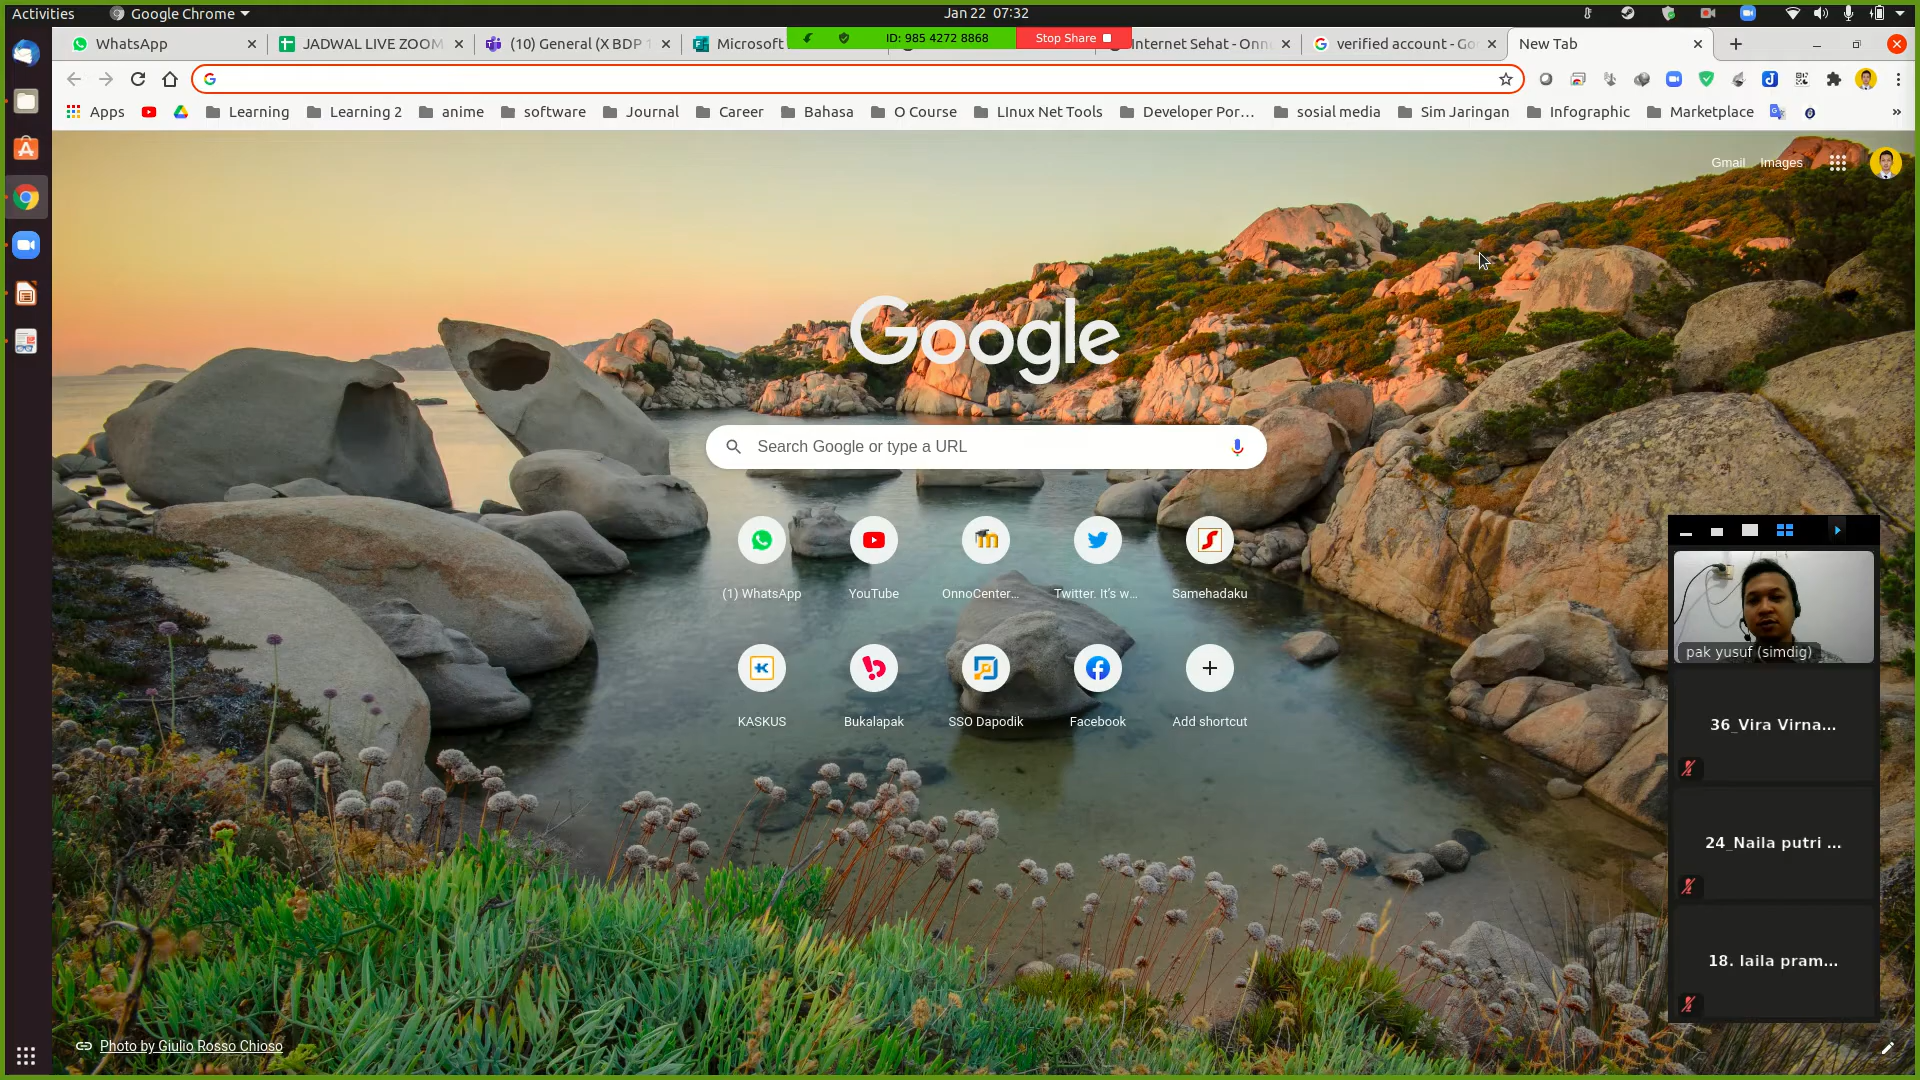 Activities
Google Chrome
Jan 22 07:32
WhatsApp
JADWAL LIVE ZOOM
(10) General (X BDP 1
Microsoft
ID: 985 4272 8868
Stop Share
Internet Sehat - Onno
verified account - Go
New Tab
Apps
Learning
Learning 2
anime
software
Journal
Career
Bahasa
O Course
LInux Net Tools
Developer Por...
sosial media
Sim Jaringan
Infographic
Marketplace
»
Gmail
Images
Google
Search Google or type a URL
(1) WhatsApp
YouTube
OnnoCenter...
Twitter. It's w...
Samehadaku
KASKUS
Bukalapak
SSO Dapodik
Facebook
Add shortcut
pak yusuf (simdig)
36_Vira Virna...
24_Naila putri ...
18. laila pram...
Photo by Giulio Rosso Chioso